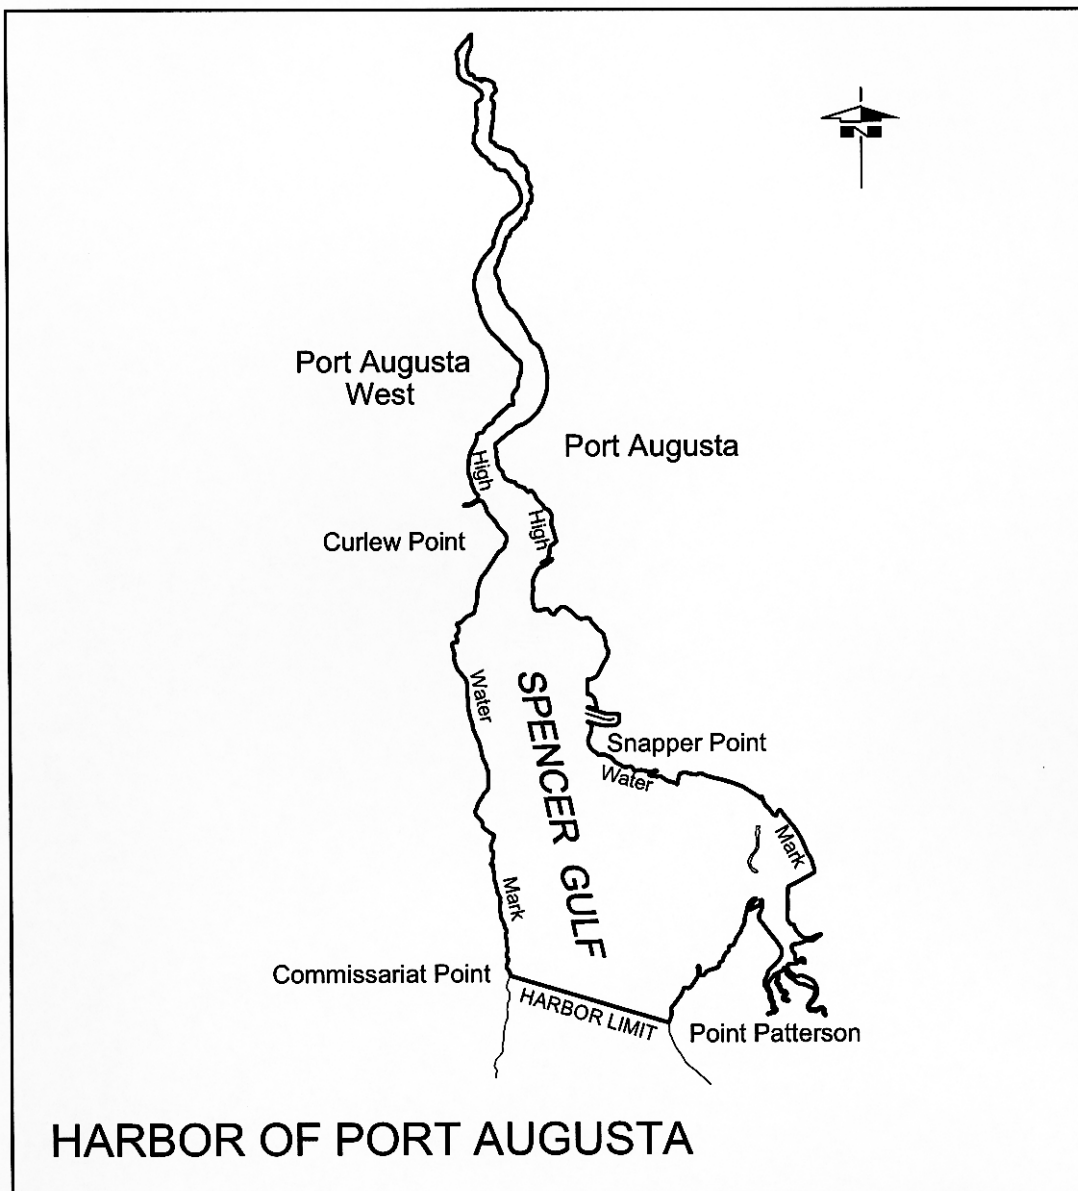 N
Port Augusta
West
Port Augusta
High
High
Curlew Point
Water
SPENCER GULF
Snapper Point
Water
Mark
Mark
Commissariat Point
HARBOR LIMIT
Point Patterson
HARBOR OF PORT AUGUSTA